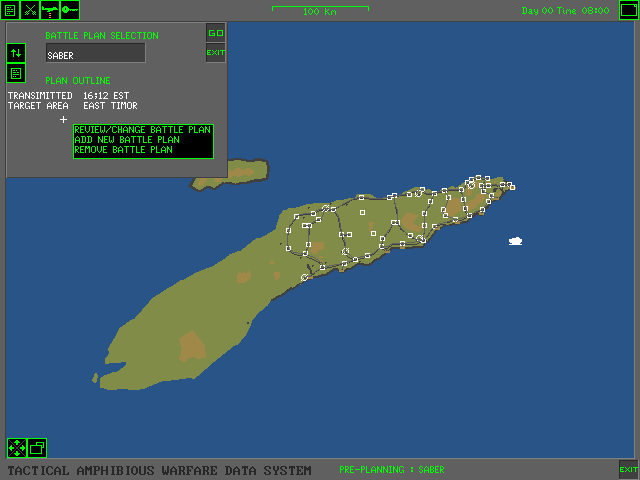 100 Km
Day 00 Time 08:00
BATTLE PLAN SELECTION
GO
SABER
EXIT
PLAN OUTLINE
TRANSIMITTED 16:12 EST
TARGET AREA EAST TIMOR
REVIEW/CHANGE BATTLE PLAN
ADD NEW BATTLE PLAN
REMOVE BATTLE PLAN
TACTICAL AMPHIBIOUS WARFARE DATA SYSTEM
PRE-PLANNING : SABER
EXIT